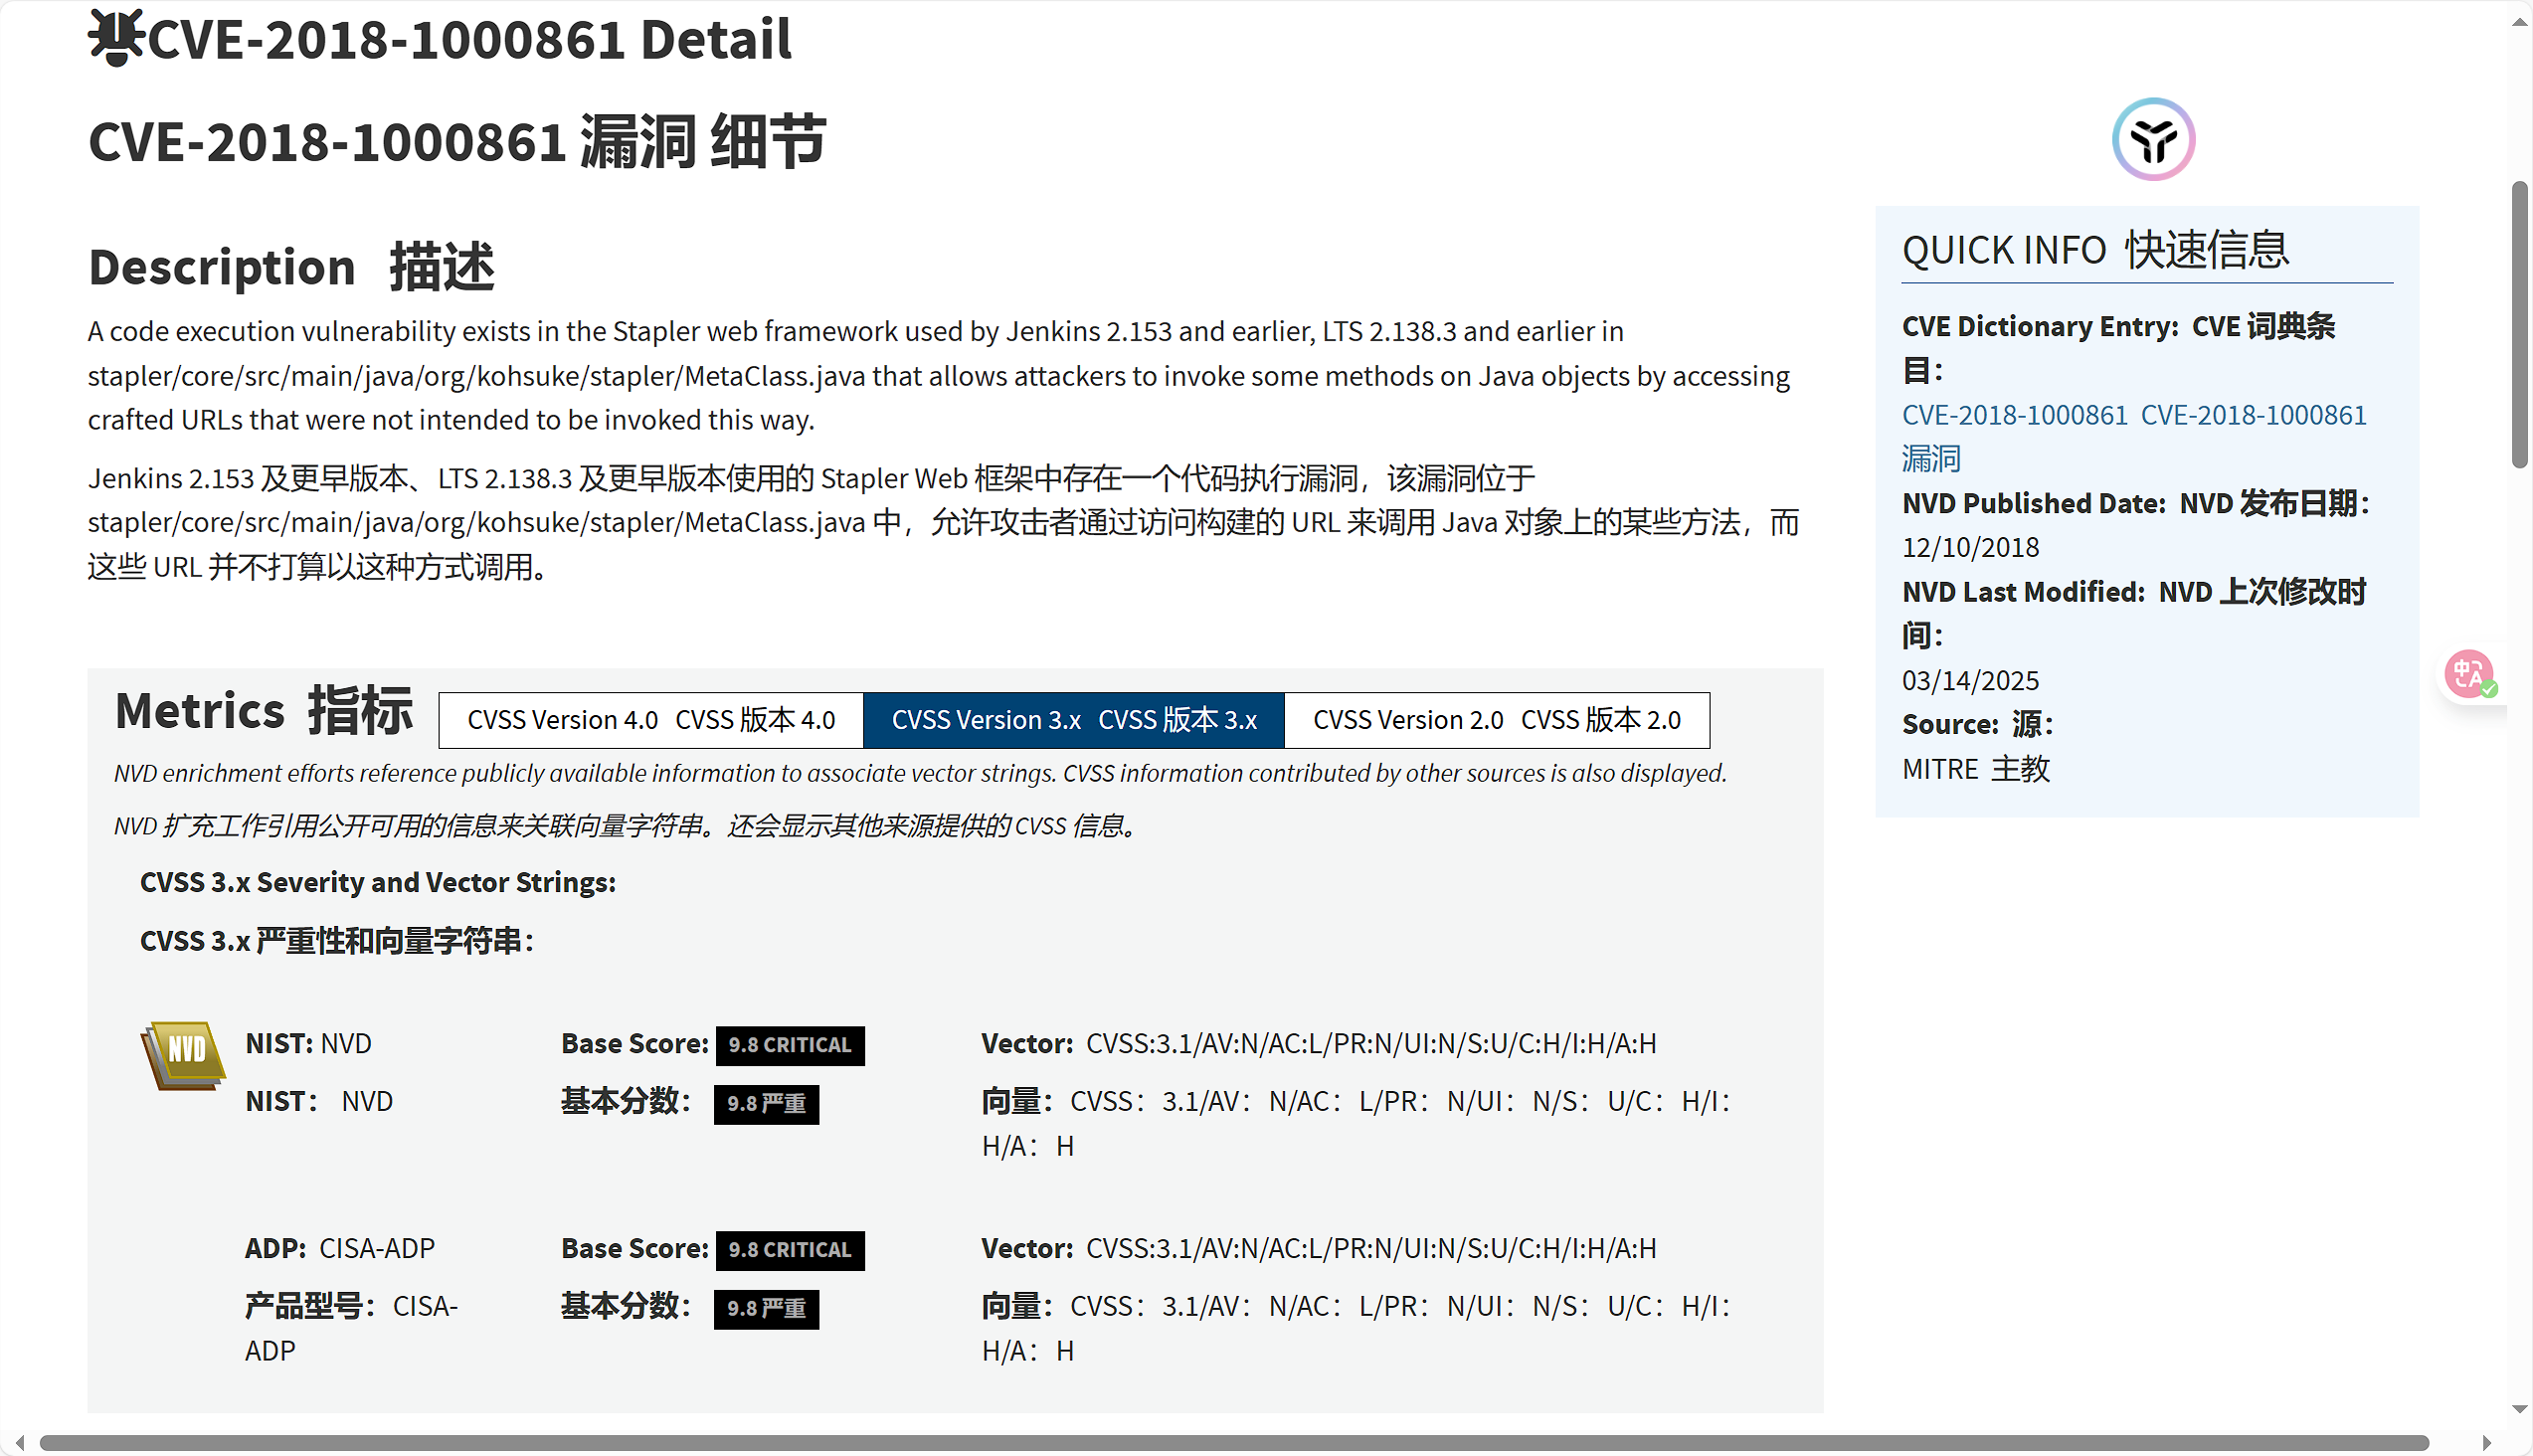 CVE-2018-1000861 Detail
CVE-2018-1000861 漏洞 细节
Description 描述
A code execution vulnerability exists in the Stapler web framework used by Jenkins 2.153 and earlier, LTS 2.138.3 and earlier in
stapler/core/src/main/java/org/kohsuke/stapler/MetaClass.java that allows attackers to invoke some methods on Java objects by accessing
crafted URLs that were not intended to be invoked this way.
Jenkins 2.153 及更早版本、LTS 2.138.3 及更早版本使用的 Stapler Web 框架中存在一个代码执行漏洞，该漏洞位于
stapler/core/src/main/java/org/kohsuke/stapler/MetaClass.java 中，允许攻击者通过访问构建的 URL 来调用 Java 对象上的某些方法，而
这些 URL 并不打算以这种方式调用。
Metrics 指标
CVSS Version 4.0 CVSS 版本 4.0
CVSS Version 3.x CVSS 版本 3.x
CVSS Version 2.0 CVSS 版本 2.0
NVD enrichment efforts reference publicly available information to associate vector strings. CVSS information contributed by other sources is also displayed.
NVD 扩充工作引用公开可用的信息来关联向量字符串。还会显示其他来源提供的 CVSS 信息。
CVSS 3.x Severity and Vector Strings:
CVSS 3.x 严重性和向量字符串：
NVD
NIST: NVD
Base Score: 9.8 CRITICAL
Vector: CVSS:3.1/AV:N/AC:L/PR:N/UI:N/S:U/C:H/I:H/A:H
NIST： NVD
基本分数： 9.8 严重
向量：CVSS：3.1/AV：N/AC：L/PR：N/UI：N/S：U/C：H/I：
H/A：H
ADP: CISA-ADP
Base Score: 9.8 CRITICAL
Vector: CVSS:3.1/AV:N/AC:L/PR:N/UI:N/S:U/C:H/I:H/A:H
产品型号：CISA-
ADP
基本分数： 9.8 严重
向量：CVSS：3.1/AV：N/AC：L/PR：N/UI：N/S：U/C：H/I：
H/A：H
QUICK INFO 快速信息
CVE Dictionary Entry: CVE 词典条
目：
CVE-2018-1000861 CVE-2018-1000861
漏洞
NVD Published Date: NVD 发布日期：
12/10/2018
NVD Last Modified: NVD 上次修改时
间：
03/14/2025
Source: 源：
MITRE 主教
中A